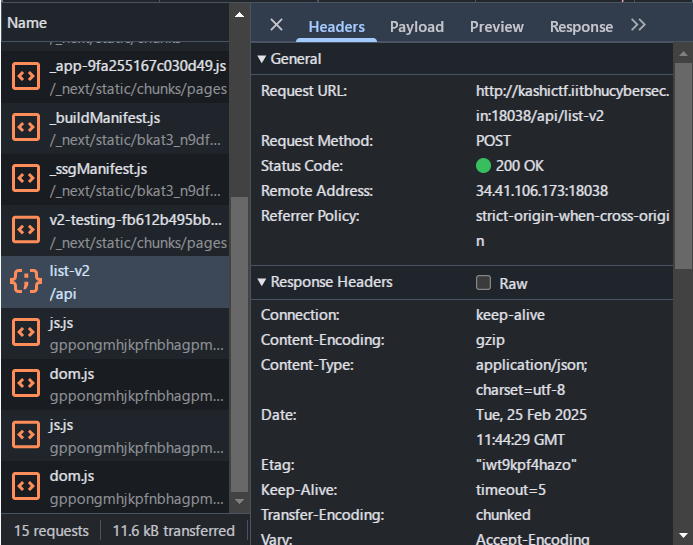 Name
/_next/static/chunks
_app-9fa255167c030d49.js
/_next/static/chunks/pages
_buildManifest.js
/_next/static/bkat3_n9df...
_ssgManifest.js
/_next/static/bkat3_n9df...
v2-testing-fb612b495bb...
/_next/static/chunks/pages
list-v2
/api
js.js
gppongmhjkpfnbhagpm...
dom.js
gppongmhjkpfnbhagpm...
js.js
gppongmhjkpfnbhagpm...
dom.js
gppongmhjkpfnbhagpm...
15 requests 11.6 kB transferred
Headers Payload Preview Response
General
Request URL: http://kashictf.iitbhucybersec.
in:18038/api/list-v2
Request Method: POST
Status Code: 200 OK
Remote Address: 34.41.106.173:18038
Referrer Policy: strict-origin-when-cross-origi
n
Response Headers Raw
Connection: keep-alive
Content-Encoding: gzip
Content-Type: application/json;
charset=utf-8
Date: Tue, 25 Feb 2025
11:44:29 GMT
Etag: "iwt9kpf4hazo"
Keep-Alive: timeout=5
Transfer-Encoding: chunked
Vary: Accept-Encoding